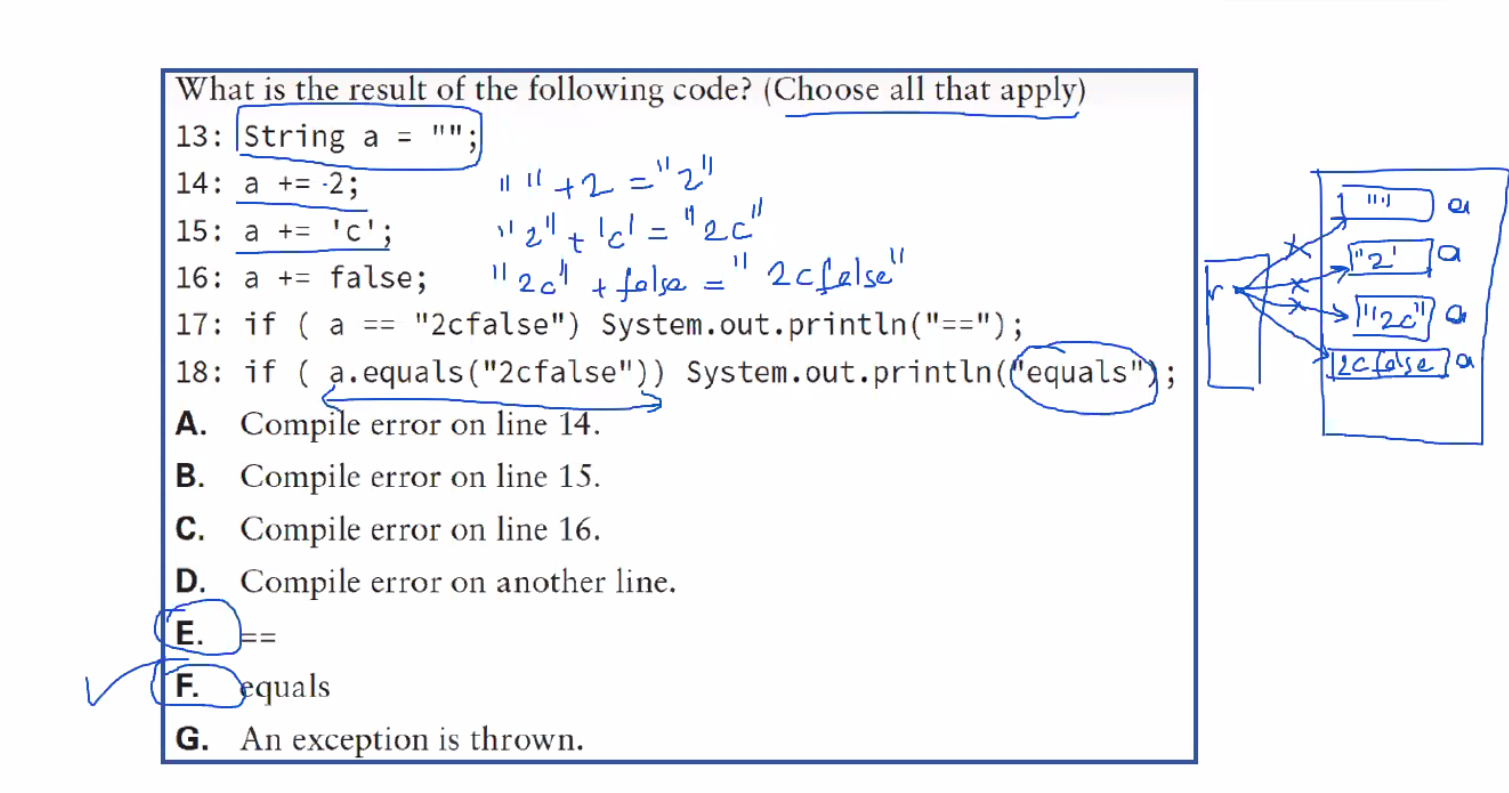 What is the result of the following code? (Choose all that apply)
13: String a = "";
14: a += 2; "" + 2 = "2"
15: a += 'c'; "2" + 'c' = "2c"
16: a += false; "2c" + false = "2cfalse"
17: if ( a == "2cfalse") System.out.println("==");
18: if ( a.equals("2cfalse")) System.out.println("equals");
A. Compile error on line 14.
B. Compile error on line 15.
C. Compile error on line 16.
D. Compile error on another line.
E. ==
F. equals
G. An exception is thrown.
"" a
"2' a
"2c" a
r
2cfalse a